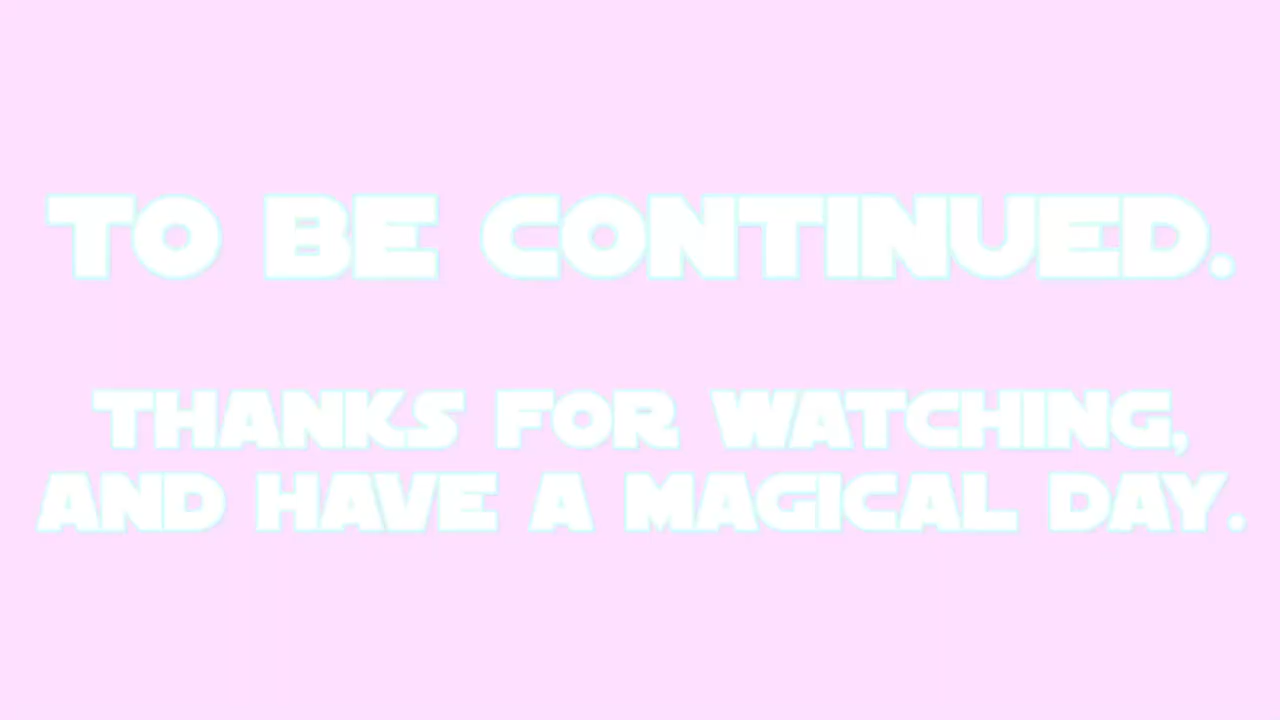 TO BE CONTINUED.
THANKS FOR WATCHING,
AND HAVE A MAGICAL DAY.